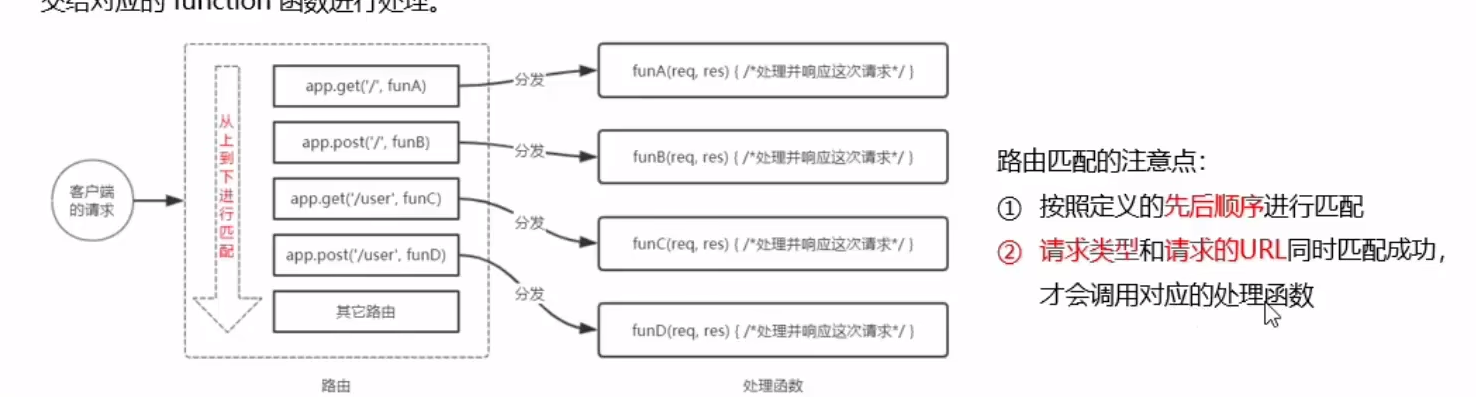 交给对应的 function 函数进行处理。
客户端
的请求
从上到下进行匹配
app.get('/', funA)
app.post('/', funB)
app.get('/user', funC)
app.post('/user', funD)
其它路由
路由
分发
分发
分发
分发
funA(req, res) { /*处理并响应这次请求*/ }
funB(req, res) { /*处理并响应这次请求*/ }
funC(req, res) { /*处理并响应这次请求*/ }
funD(req, res) { /*处理并响应这次请求*/ }
处理函数
路由匹配的注意点:
① 按照定义的先后顺序进行匹配
② 请求类型和请求的URL同时匹配成功,
才会调用对应的处理函数